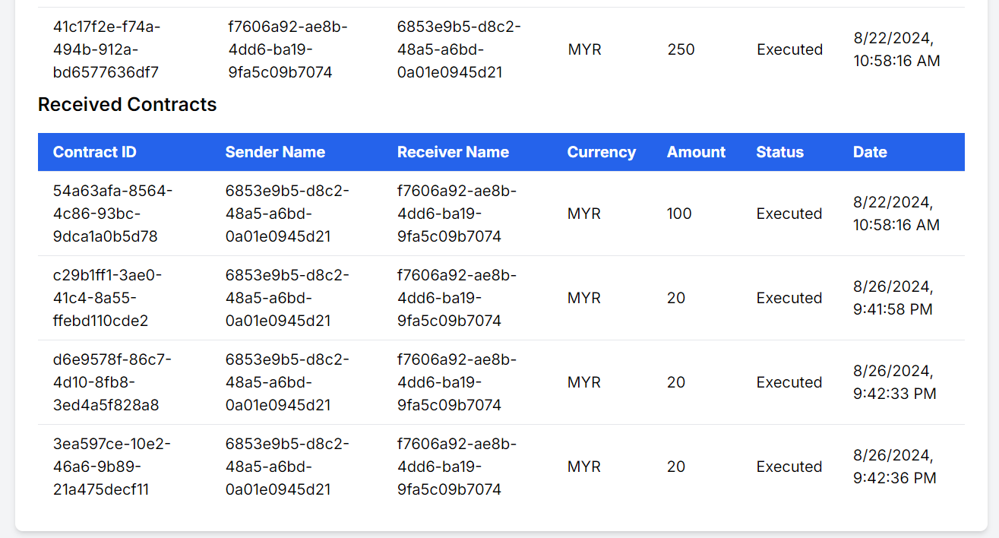 41c17f2e-f74a- f7606a92-ae8b- 6853e9b5-d8c2-
494b-912a- 4dd6-ba19- 48a5-a6bd- MYR 250 Executed 8/22/2024,
bd6577636df7 9fa5c09b7074 0a01e0945d21 10:58:16 AM
Received Contracts
Contract ID Sender Name Receiver Name Currency Amount Status Date
54a63afa-8564- 6853e9b5-d8c2- f7606a92-ae8b- 8/22/2024,
4c86-93bc- 48a5-a6bd- 4dd6-ba19- MYR 100 Executed 10:58:16 AM
9dca1a0b5d78 0a01e0945d21 9fa5c09b7074
c29b1ff1-3ae0- 6853e9b5-d8c2- f7606a92-ae8b- 8/26/2024,
41c4-8a55- 48a5-a6bd- 4dd6-ba19- MYR 20 Executed 9:41:58 PM
ffebd110cde2 0a01e0945d21 9fa5c09b7074
d6e9578f-86c7- 6853e9b5-d8c2- f7606a92-ae8b- 8/26/2024,
4d10-8fb8- 48a5-a6bd- 4dd6-ba19- MYR 20 Executed 9:42:33 PM
3ed4a5f828a8 0a01e0945d21 9fa5c09b7074
3ea597ce-10e2- 6853e9b5-d8c2- f7606a92-ae8b- 8/26/2024,
46a6-9b89- 48a5-a6bd- 4dd6-ba19- MYR 20 Executed 9:42:36 PM
21a475decf11 0a01e0945d21 9fa5c09b7074